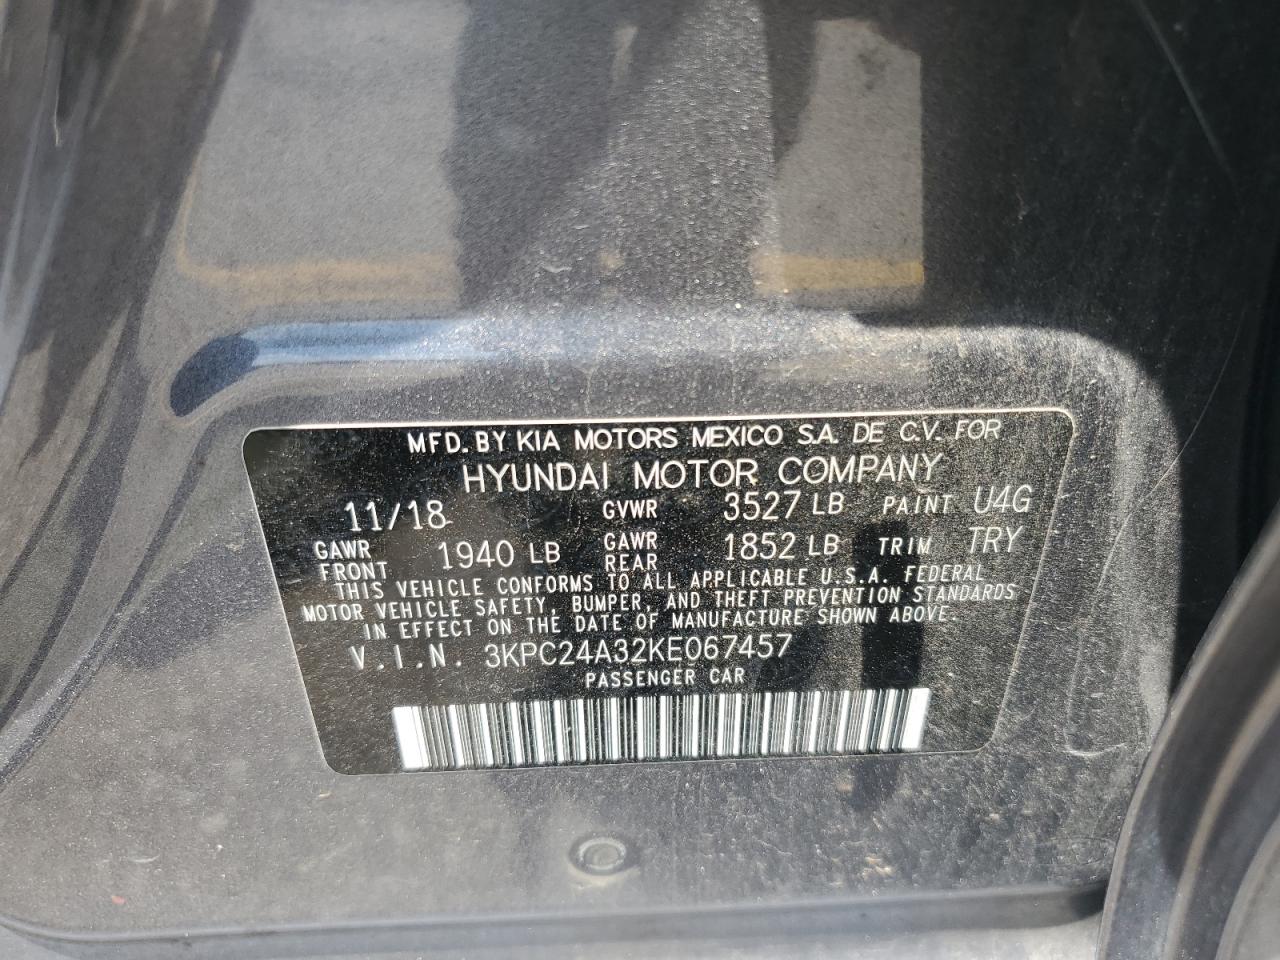 MFD. BY KIA MOTORS MEXICO S.A. DE C.V. FOR
HYUNDAI MOTOR COMPANY
11/18 GVWR 3527 LB PAINT U4G
GAWR FRONT 1940 LB GAWR REAR 1852 LB TRIM TRY
THIS VEHICLE CONFORMS TO ALL APPLICABLE U.S.A. FEDERAL
MOTOR VEHICLE SAFETY, BUMPER, AND THEFT PREVENTION STANDARDS
IN EFFECT ON THE DATE OF MANUFACTURE SHOWN ABOVE.
V.I.N. 3KPC24A32KE067457
PASSENGER CAR